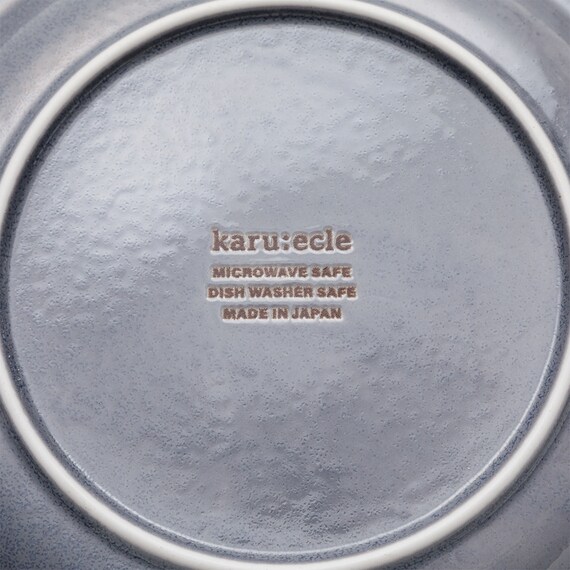 karu:ecle
MICROWAVE SAFE
DISH WASHER SAFE
MADE IN JAPAN